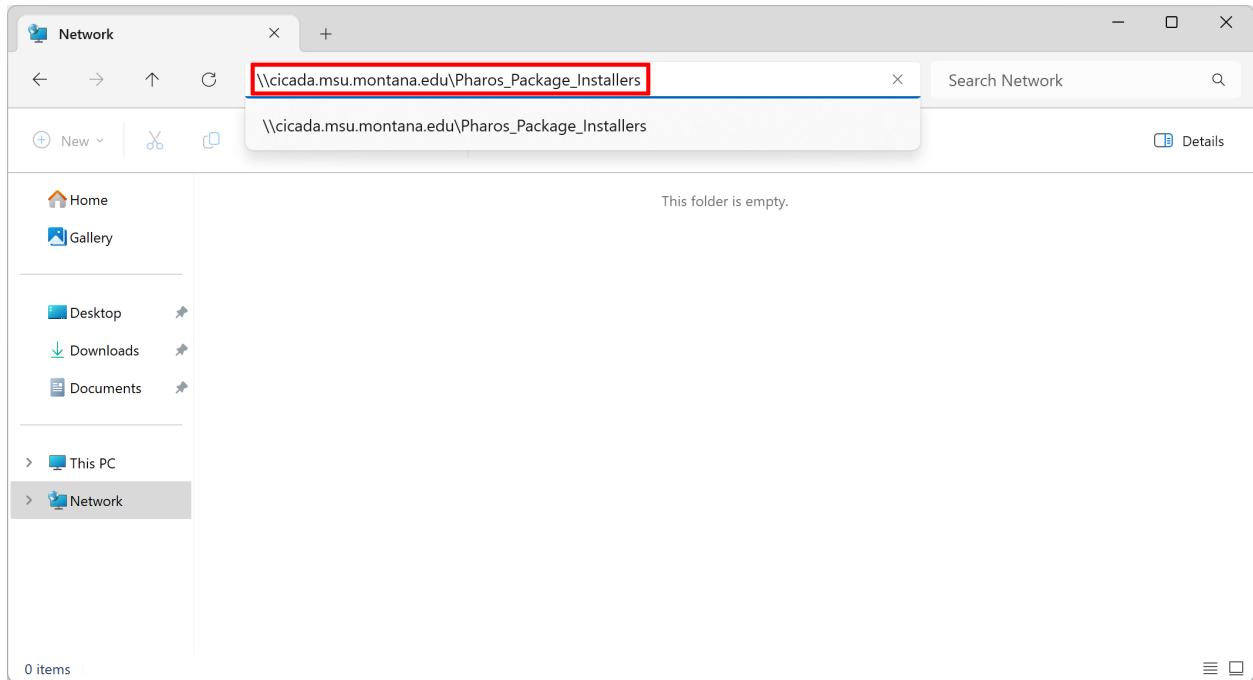 Network
\\cicada.msu.montana.edu\Pharos_Package_Installers
Search Network
\\cicada.msu.montana.edu\Pharos_Package_Installers
New
Details
Home
This folder is empty.
Gallery
Desktop
Downloads
Documents
This PC
Network
0 items